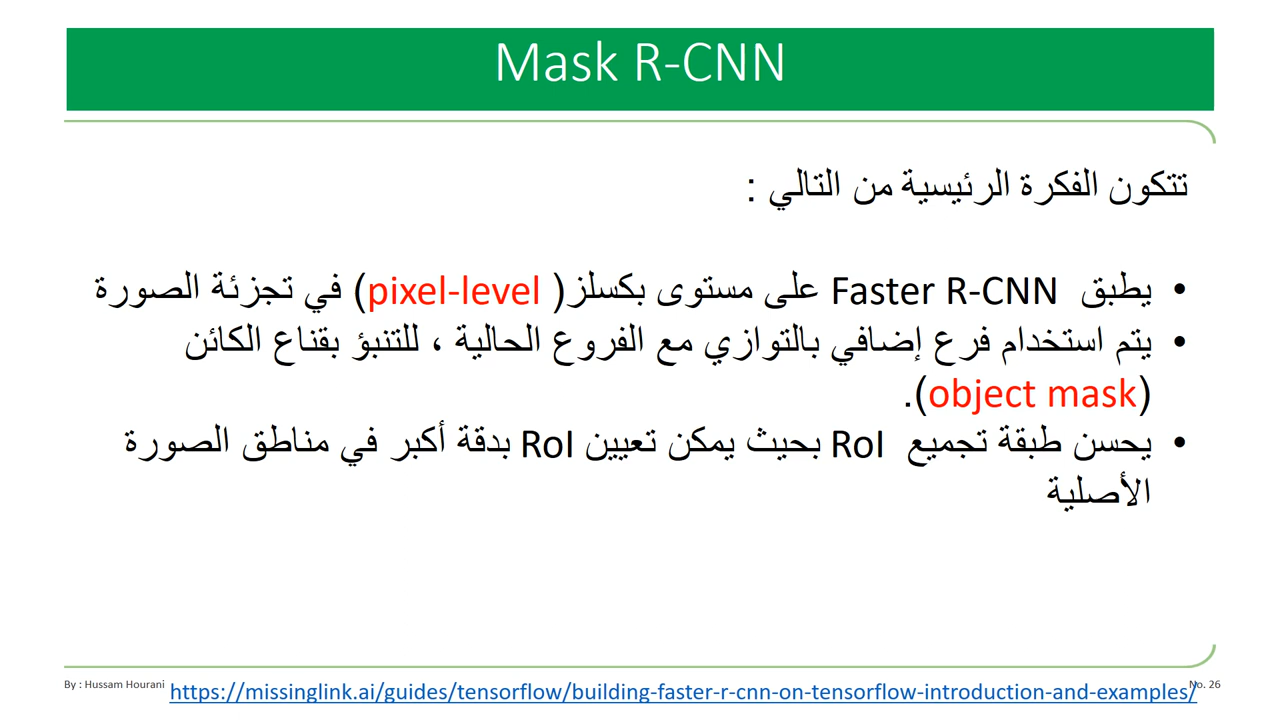 Mask R-CNN
تتكون الفكرة الرئيسية من التالي :
• يطبق Faster R-CNN على مستوى بكسلز( pixel-level) في تجزئة الصورة
• يتم استخدام فرع إضافي بالتوازي مع الفروع الحالية ، للتنبؤ بقناع الكائن
(object mask).
• يحسن طبقة تجميع RoI بحيث يمكن تعيين RoI بدقة أكبر في مناطق الصورة
الأصلية
By : Hussam Hourani
https://missinglink.ai/guides/tensorflow/building-faster-r-cnn-on-tensorflow-introduction-and-examples/
No. 26